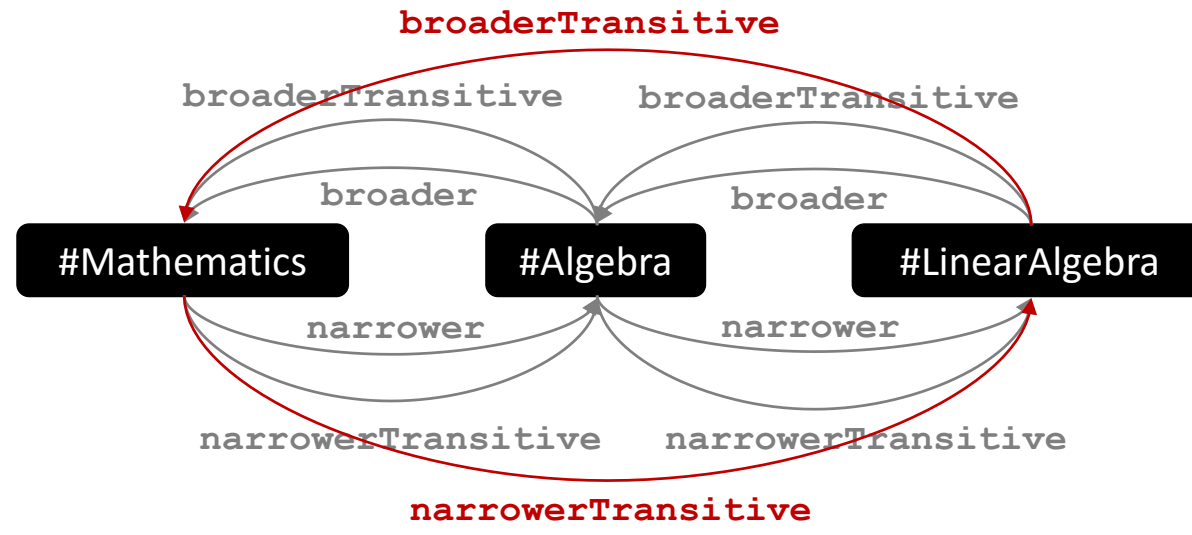 broaderTransitive
broaderTransitive broaderTransitive
broader broader
#Mathematics #Algebra #LinearAlgebra
narrower narrower
narrowerTransitive narrowerTransitive
narrowerTransitive